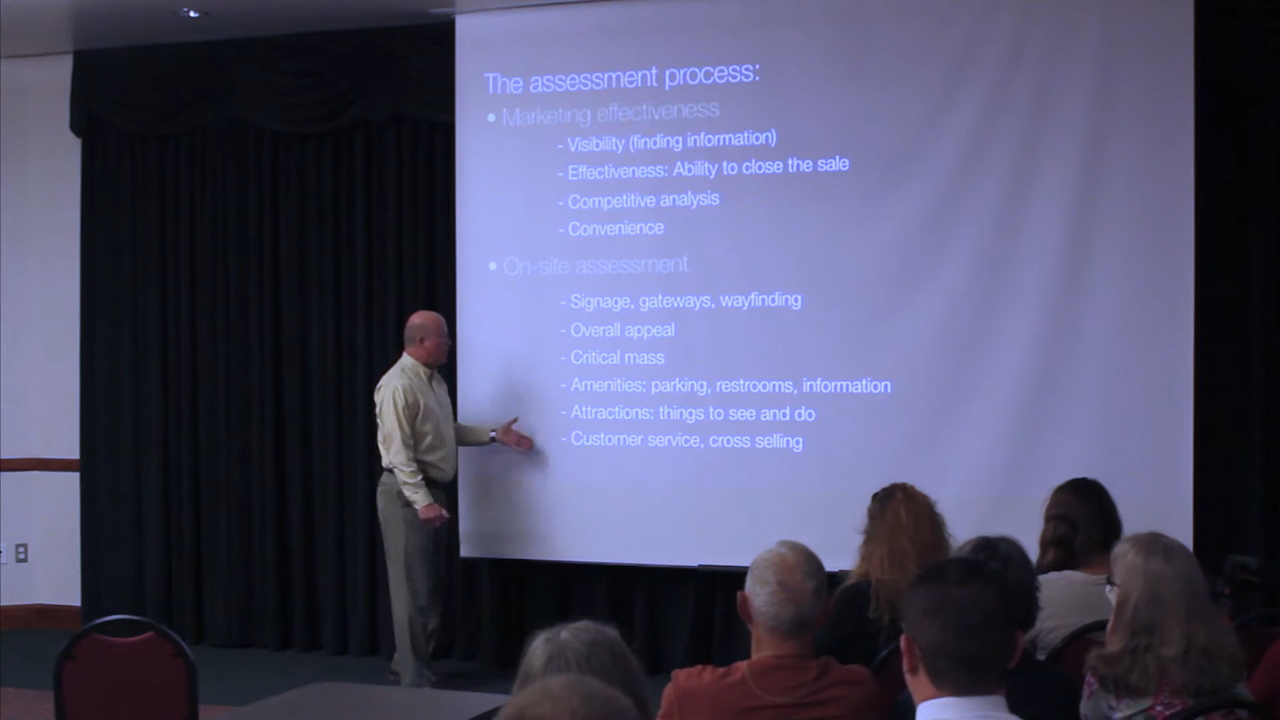 The assessment process:
• Marketing effectiveness
- Visibility (finding information)
- Effectiveness: Ability to close the sale
- Competitive analysis
- Convenience
• On-site assessment
- Signage, gateways, wayfinding
- Overall appeal
- Critical mass
- Amenities: parking, restrooms, information
- Attractions: things to see and do
- Customer service, cross selling